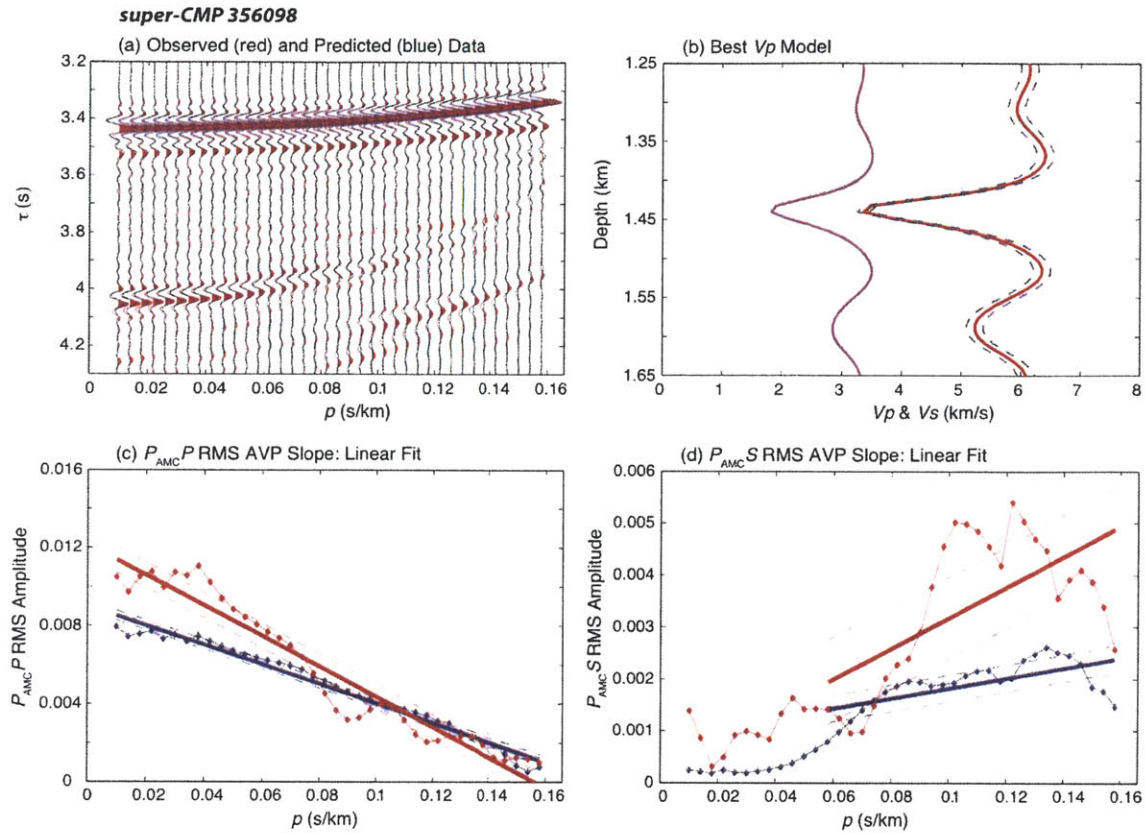 super-CMP 356098
(a) Observed (red) and Predicted (blue) Data
3.2
3.4
3.6
3.8
4
4.2
τ (s)
0 0.02 0.04 0.06 0.08 0.1 0.12 0.14 0.16
p (s/km)
(b) Best Vp Model
1.25
1.35
1.45
1.55
1.65
Depth (km)
0 1 2 3 4 5 6 7 8
Vp & Vs (km/s)
(c) PAMCP RMS AVP Slope: Linear Fit
0.016
0.012
0.008
0.004
0
PAMCP RMS Amplitude
0 0.02 0.04 0.06 0.08 0.1 0.12 0.14 0.16
p (s/km)
(d) PAMCS RMS AVP Slope: Linear Fit
0.006
0.005
0.004
0.003
0.002
0.001
0
PAMCS RMS Amplitude
0 0.02 0.04 0.06 0.08 0.1 0.12 0.14 0.16
p (s/km)